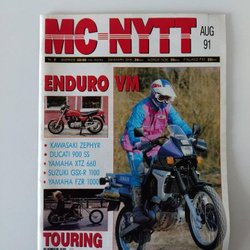 MC-NYTT
AUG
91
ENDURO VM
• KAWASAKI ZEPHYR
• DUCATI 900 SS
• YAMAHA XTZ 660
• SUZUKI GSX-R 1100
• YAMAHA FZR 1000
TOURING